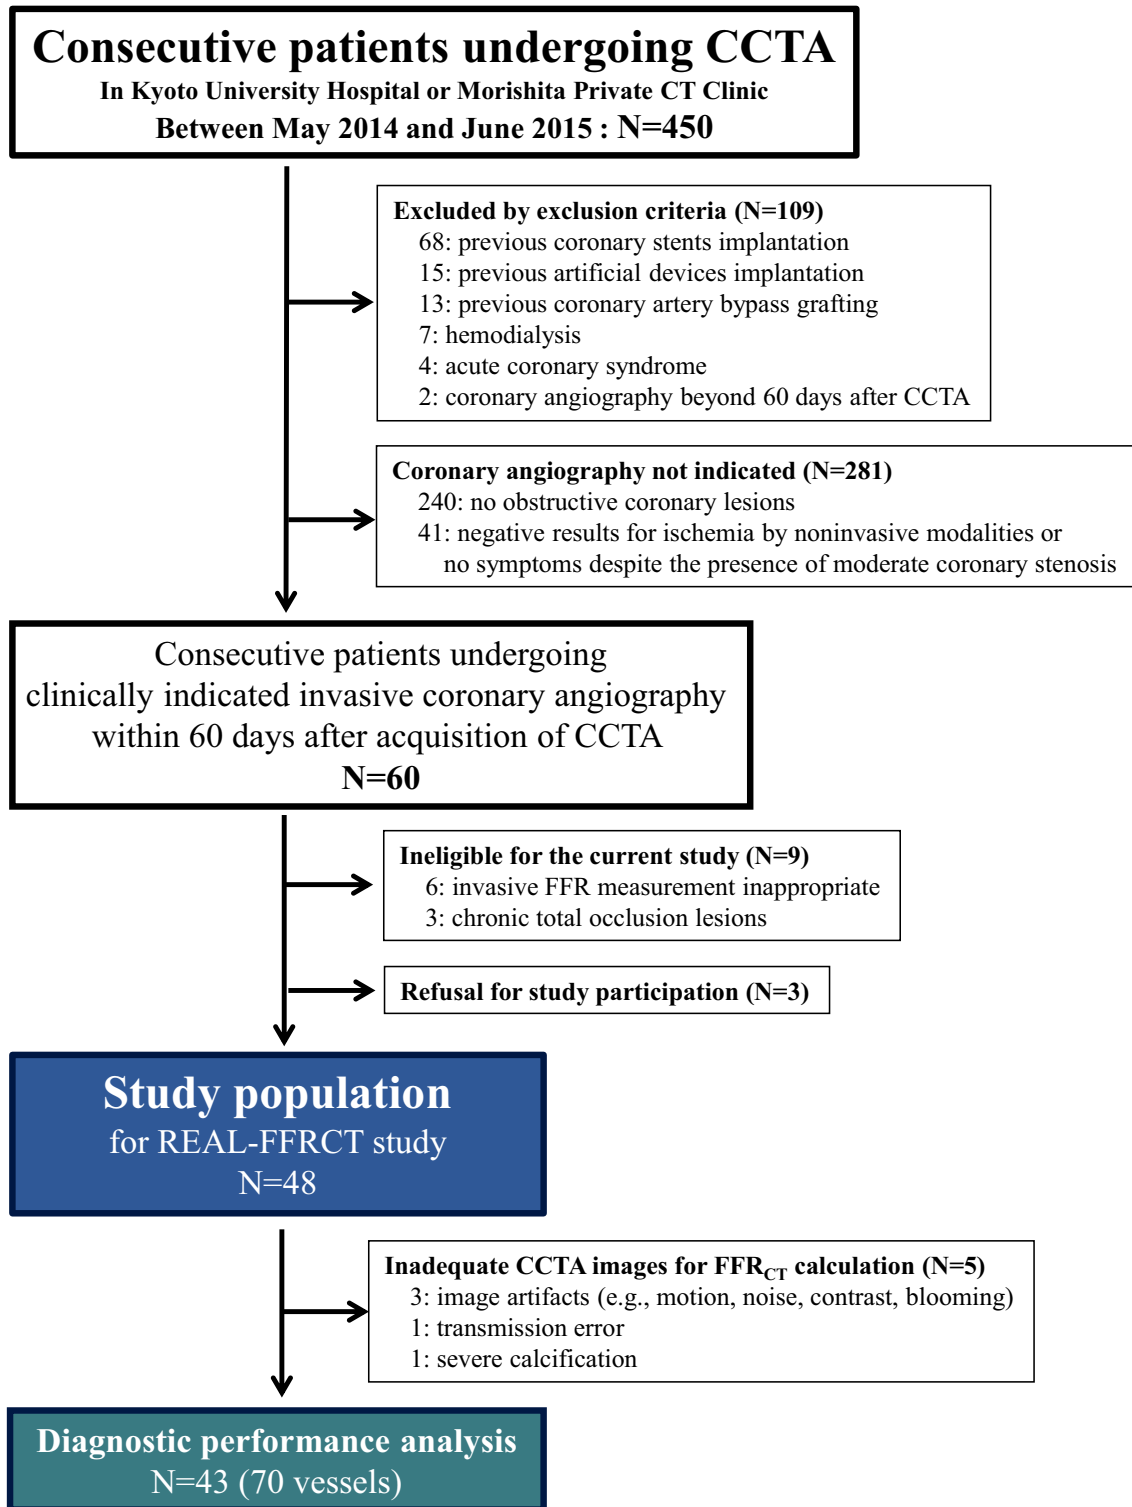 Consecutive patients undergoing CCTA
In Kyoto University Hospital or Morishita Private CT Clinic
Between May 2014 and June 2015 : N=450
Excluded by exclusion criteria (N=109)
68: previous coronary stents implantation
15: previous artificial devices implantation
13: previous coronary artery bypass grafting
7: hemodialysis
4: acute coronary syndrome
2: coronary angiography beyond 60 days after CCTA
Coronary angiography not indicated (N=281)
240: no obstructive coronary lesions
41: negative results for ischemia by noninvasive modalities or
no symptoms despite the presence of moderate coronary stenosis
Consecutive patients undergoing
clinically indicated invasive coronary angiography
within 60 days after acquisition of CCTA
N=60
Ineligible for the current study (N=9)
6: invasive FFR measurement inappropriate
3: chronic total occlusion lesions
Refusal for study participation (N=3)
Study population
for REAL-FFRCT study
N=48
Inadequate CCTA images for FFRCT calculation (N=5)
3: image artifacts (e.g., motion, noise, contrast, blooming)
1: transmission error
1: severe calcification
Diagnostic performance analysis
N=43 (70 vessels)